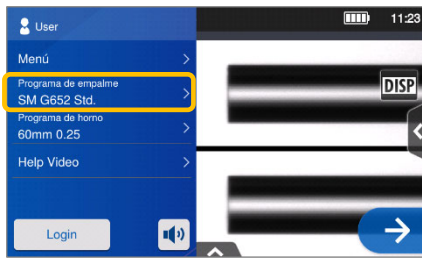 User
11:23
Menú
Programa de empalme
SM G652 Std.
DISP
Programa de horno
60mm 0.25
Help Video
Login